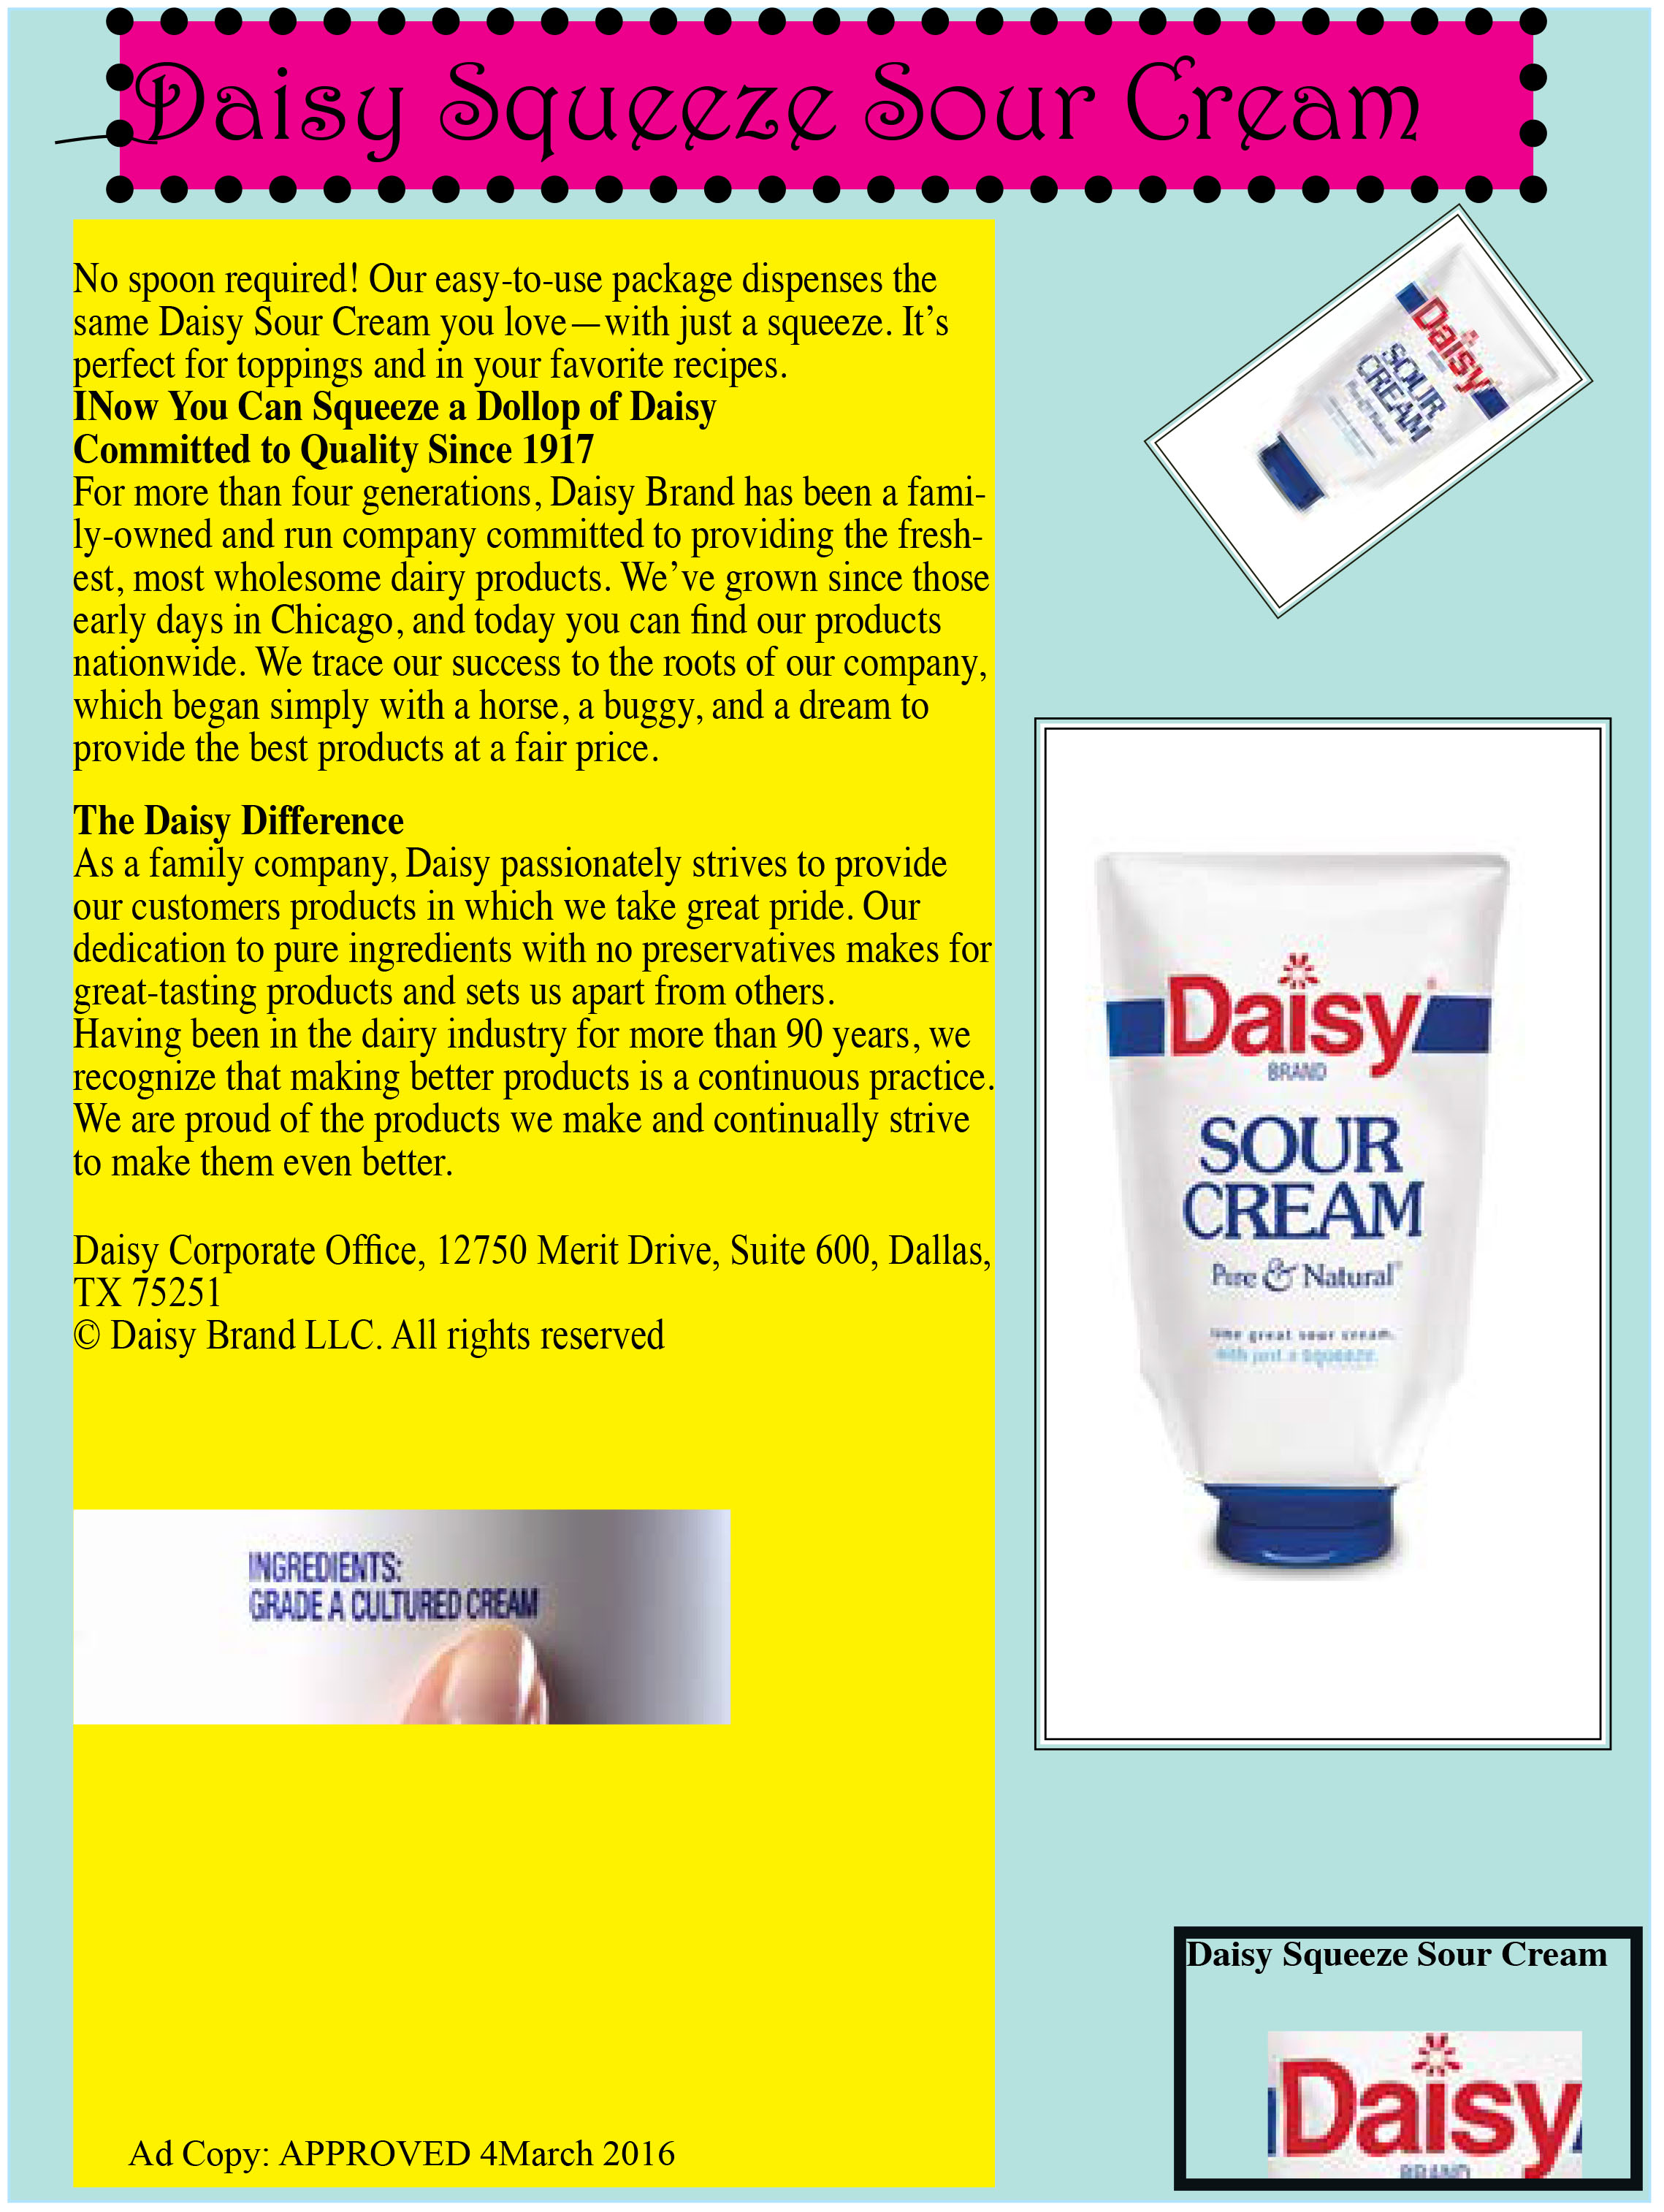 Daisy Squeeze Sour Cream
No spoon required! Our easy-to-use package dispenses the
same Daisy Sour Cream you love—with just a squeeze. It’s
perfect for toppings and in your favorite recipes.
INow You Can Squeeze a Dollop of Daisy
Committed to Quality Since 1917
For more than four generations, Daisy Brand has been a fami-
ly-owned and run company committed to providing the fresh-
est, most wholesome dairy products. We’ve grown since those
early days in Chicago, and today you can find our products
nationwide. We trace our success to the roots of our company,
which began simply with a horse, a buggy, and a dream to
provide the best products at a fair price.
The Daisy Difference
As a family company, Daisy passionately strives to provide
our customers products in which we take great pride. Our
dedication to pure ingredients with no preservatives makes for
great-tasting products and sets us apart from others.
Having been in the dairy industry for more than 90 years, we
recognize that making better products is a continuous practice.
We are proud of the products we make and continually strive
to make them even better.
Daisy Corporate Office, 12750 Merit Drive, Suite 600, Dallas,
TX 75251
© Daisy Brand LLC. All rights reserved
INGREDIENTS:
GRADE A CULTURED CREAM
Ad Copy: APPROVED 4March 2016
Daisy
SOUR
CREAM
Daisy®
BRAND
SOUR
CREAM
Pure & Natural®
same great sour cream.
with just a squeeze.
Daisy Squeeze Sour Cream
Daisy
BRAND